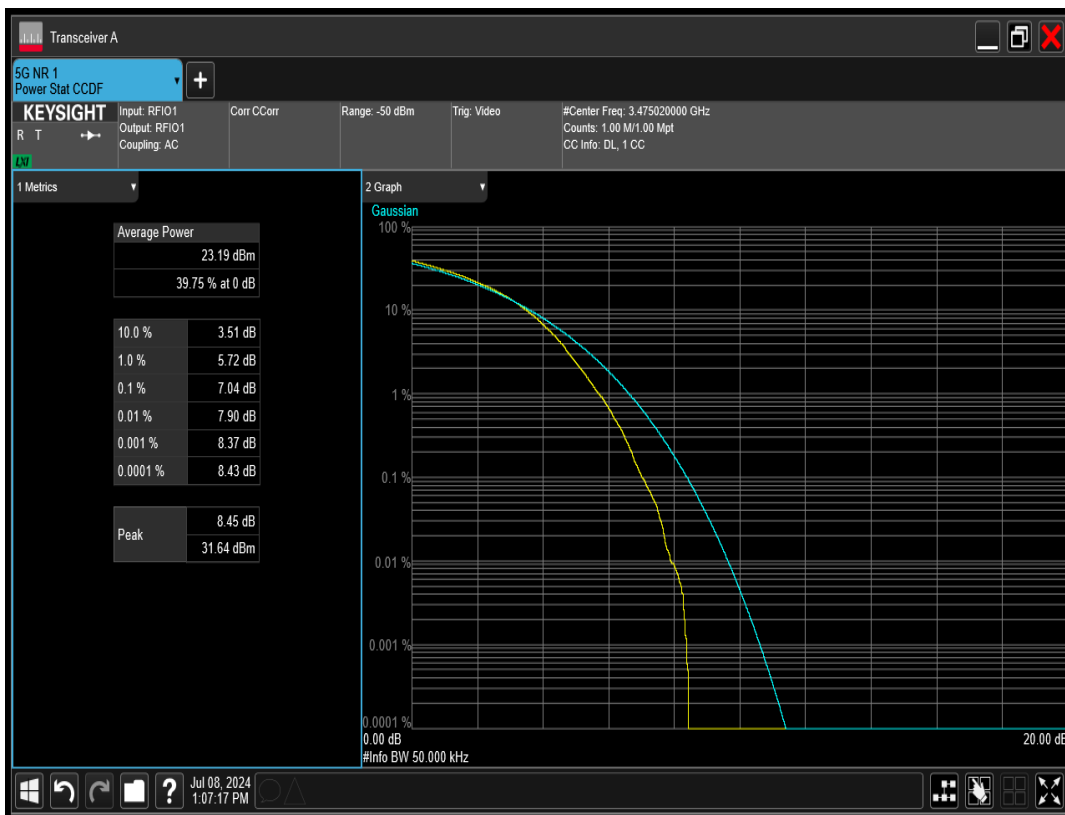 Transceiver A
5G NR 1
Power Stat CCDF
+
KEYSIGHT
R T
LXI
Input: RFIO1
Output: RFIO1
Coupling: AC
Corr CCorr
Range: -50 dBm
Trig: Video
#Center Freq: 3.475020000 GHz
Counts: 1.00 M/1.00 Mpt
CC Info: DL, 1 CC
1 Metrics
Average Power
23.19 dBm
39.75 % at 0 dB
10.0 % 3.51 dB
1.0 % 5.72 dB
0.1 % 7.04 dB
0.01 % 7.90 dB
0.001 % 8.37 dB
0.0001 % 8.43 dB
Peak 8.45 dB
31.64 dBm
2 Graph
Gaussian
100 %
10 %
1 %
0.1 %
0.01 %
0.001 %
0.0001 %
0.00 dB 20.00 dB
#Info BW 50.000 kHz
?
Jul 08, 2024
1:07:17 PM